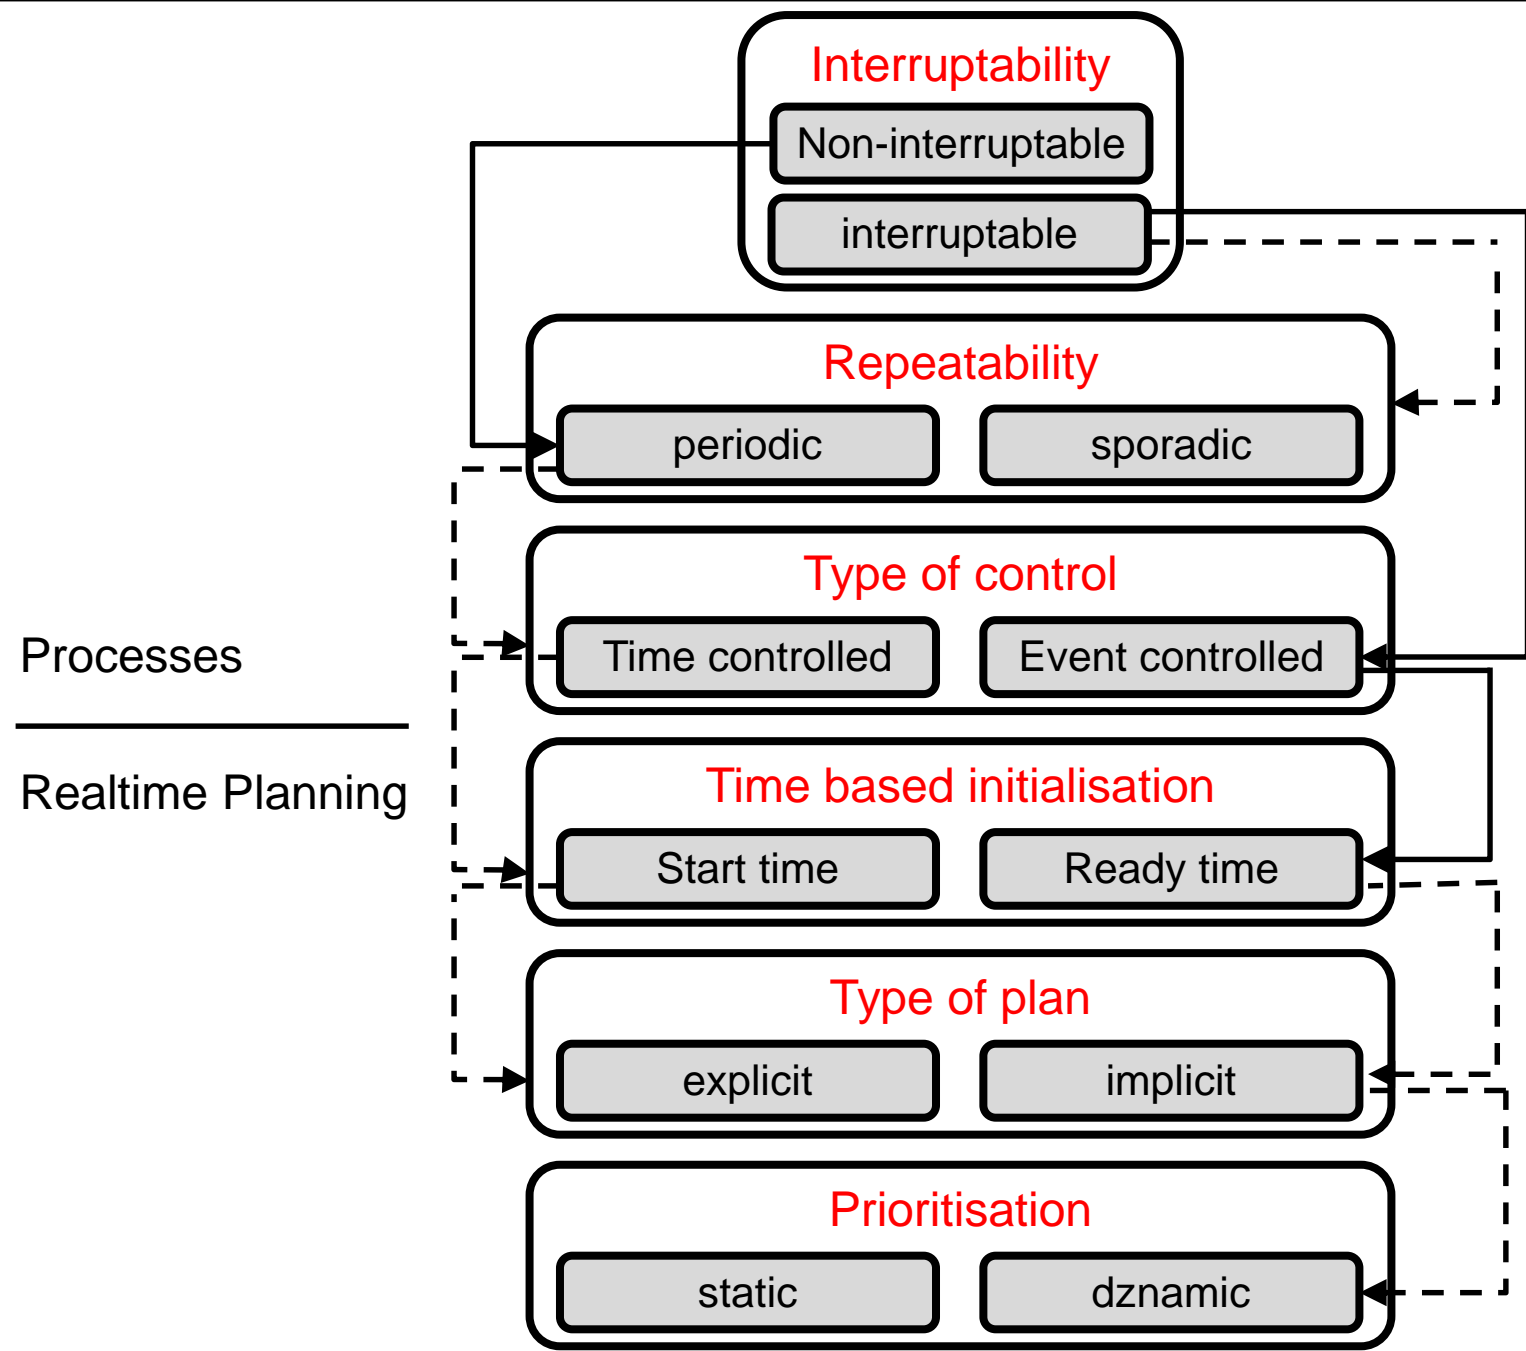 Interruptability
Non-interruptable
interruptable
Repeatability
periodic
sporadic
Type of control
Time controlled
Event controlled
Processes
Realtime Planning
Time based initialisation
Start time
Ready time
Type of plan
explicit
implicit
Prioritisation
static
dznamic